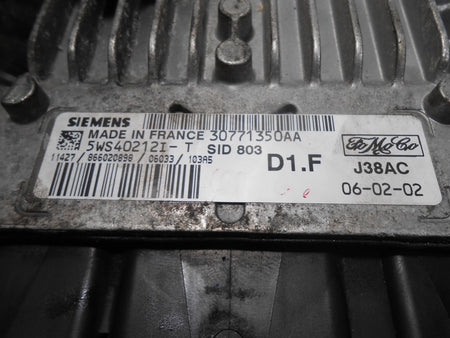 SIEMENS
MADE IN FRANCE 30771350AA
5WS40212I-T SID 803
11427/866020898/06033/103A5
D1.F
FoMoCo
J38AC
06-02-02